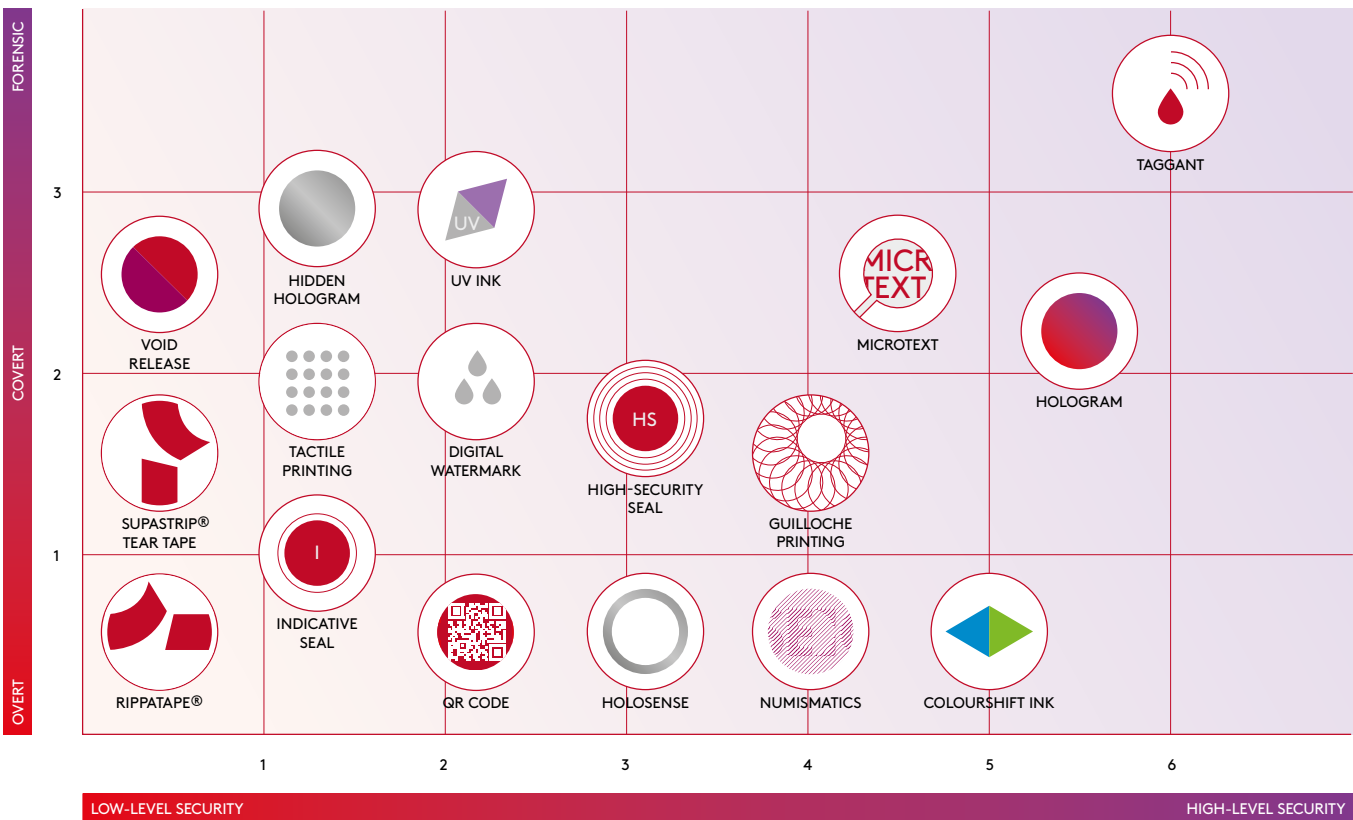 FORENSIC
TAGGANT
3
UV
HIDDEN
HOLOGRAM
UV INK
MICR
TEXT
VOID
RELEASE
MICROTEXT
COVERT
2
HOLOGRAM
HS
TACTILE
PRINTING
DIGITAL
WATERMARK
HIGH-SECURITY
SEAL
SUPASTRIP®
TEAR TAPE
GUILLOCHE
PRINTING
1
I
INDICATIVE
SEAL
E
OVERT
RIPPATAPE®
QR CODE
HOLOSENSE
NUMISMATICS
COLOURSHIFT INK
1
2
3
4
5
6
LOW-LEVEL SECURITY
HIGH-LEVEL SECURITY